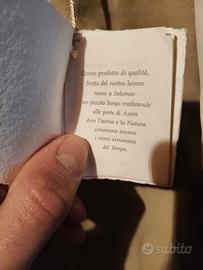 Questo prodotto di qualità,
frutto del nostro lavoro
nasce a Solomeo
un piccolo borgo medioevale
alle porte di Assisi
dove l'uomo e la Natura
conoscono ancora
i ritmi armoniosi
del Tempo.
subito